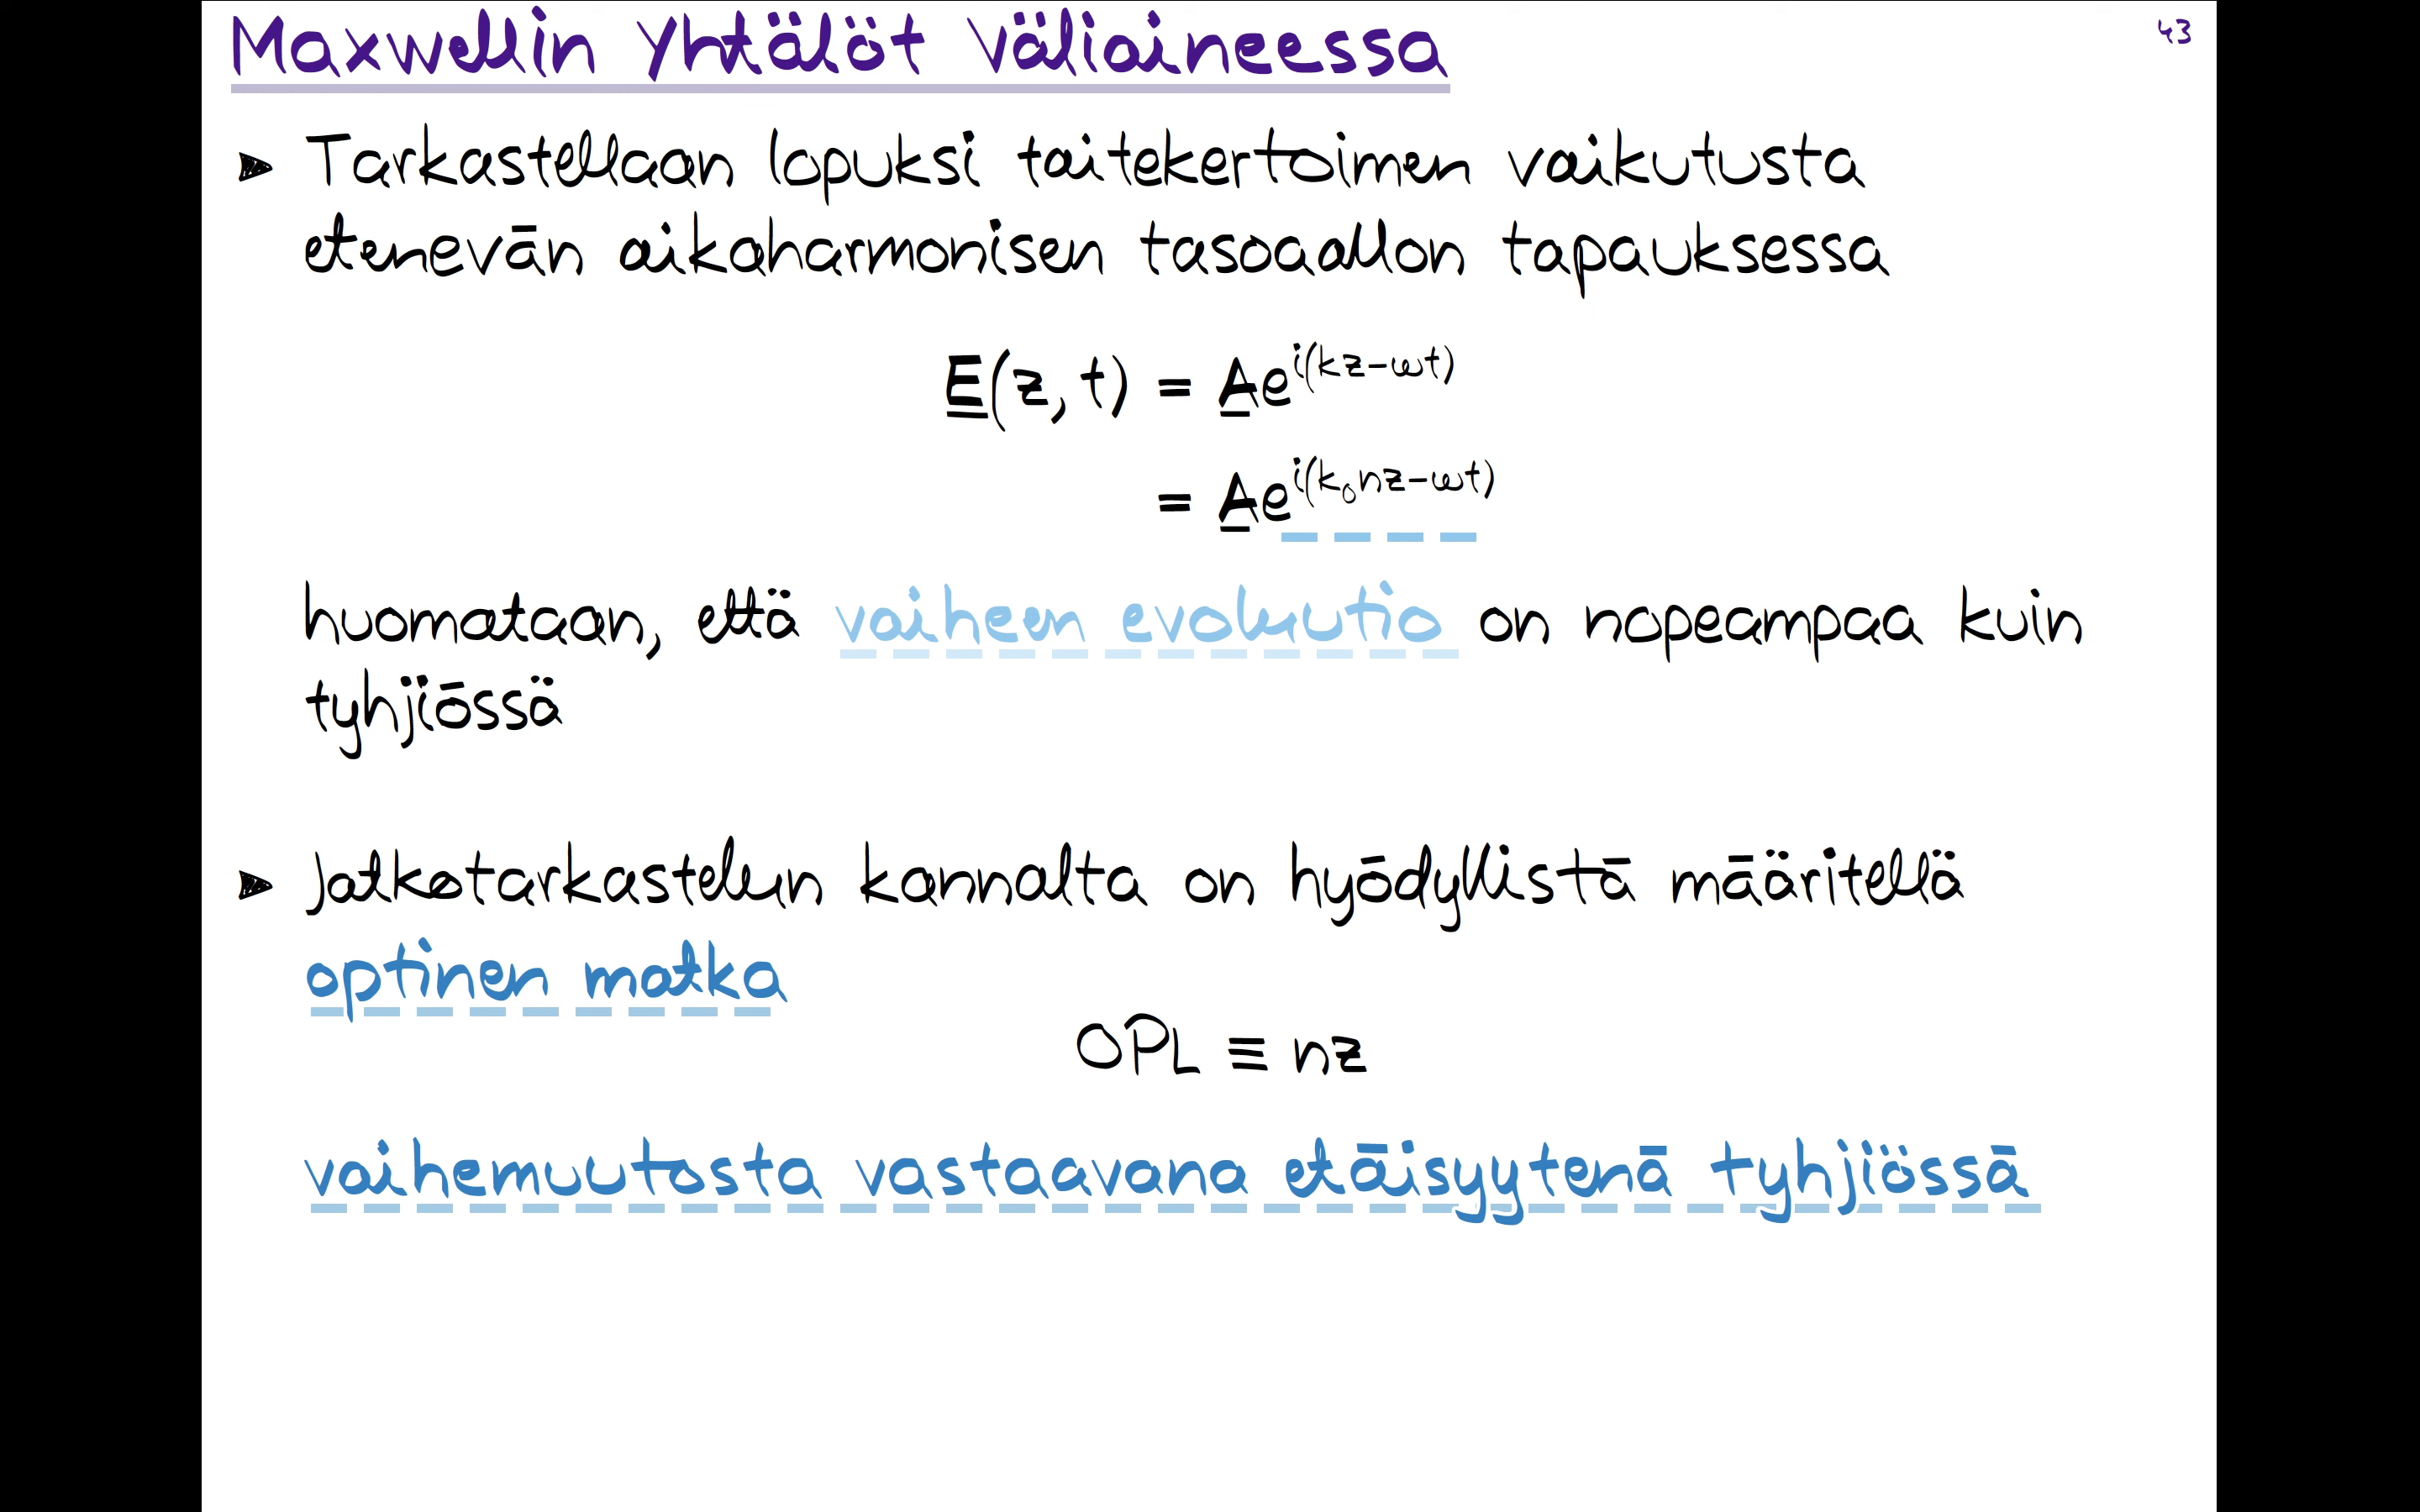 Maxwellin Yhtälöt Väliaineessa
43
▸ Tarkastellaan lopuksi taitekertoimen vaikutusta
etenevän aikaharmonisen tasoaallon tapauksessa
E(z, t) = Ae^{i(kz-ωt)}
= Ae^{i(k₀nz-ωt)}
huomataan, että vaiheen evoluutio on nopeampaa kuin
tyhjiössä
▸ Jatkotarkastelun kannalta on hyödyllistä määritellä
optinen matka
OPL ≡ nz
vaihemuutosta vastaavana etäisyytenä tyhjiössä